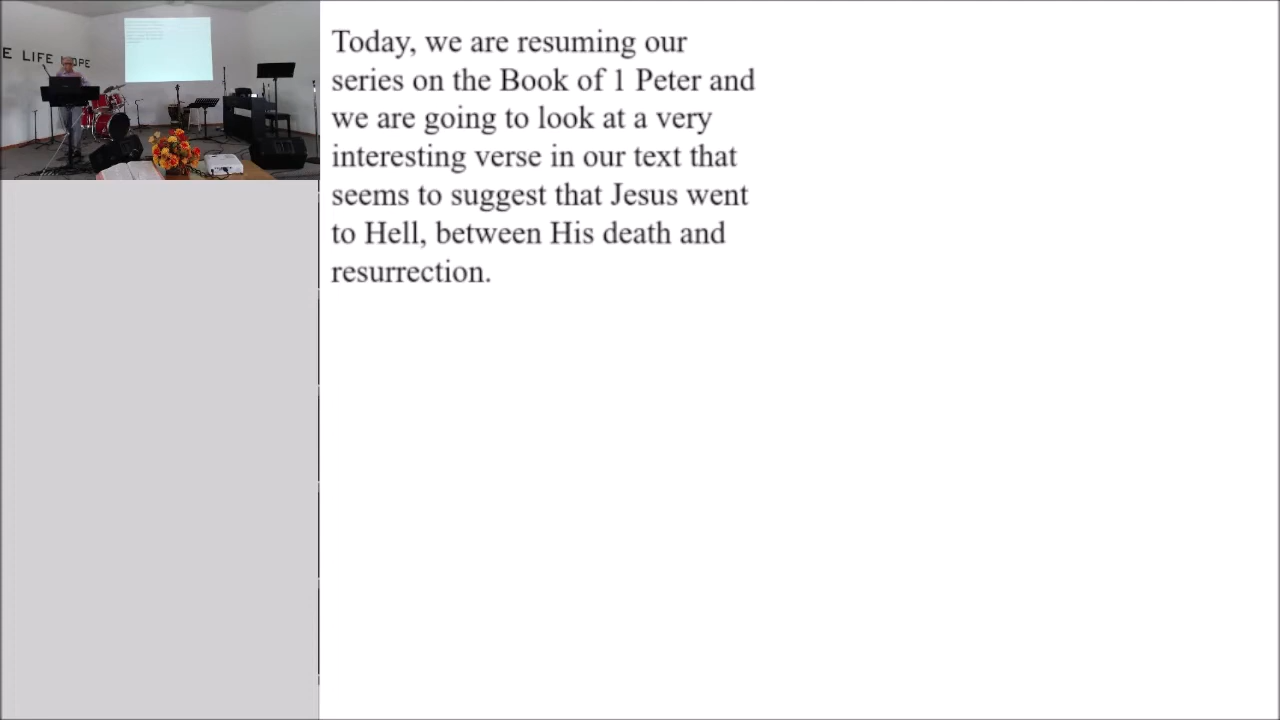 E LIFE HOPE
Today, we are resuming our
series on the Book of 1 Peter and
we are going to look at a very
interesting verse in our text that
seems to suggest that Jesus went
to Hell, between His death and
resurrection.